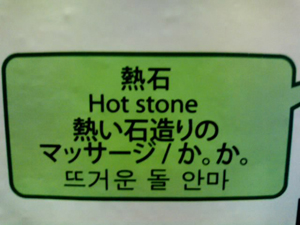 熱石
Hot stone
熱い石造りの
マッサージ / か。か。
뜨거운 돌 안마